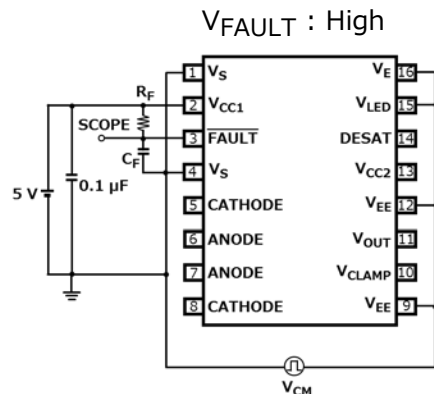 VFAULT : High
1 VS
VE 16
RF
2 VCC1
VLED 15
SCOPE
3 FAULT
DESAT 14
CF
4 VS
VCC2 13
5 V
0.1 µF
5 CATHODE
VEE 12
6 ANODE
VOUT 11
7 ANODE
VCLAMP 10
8 CATHODE
VEE 9
VCM